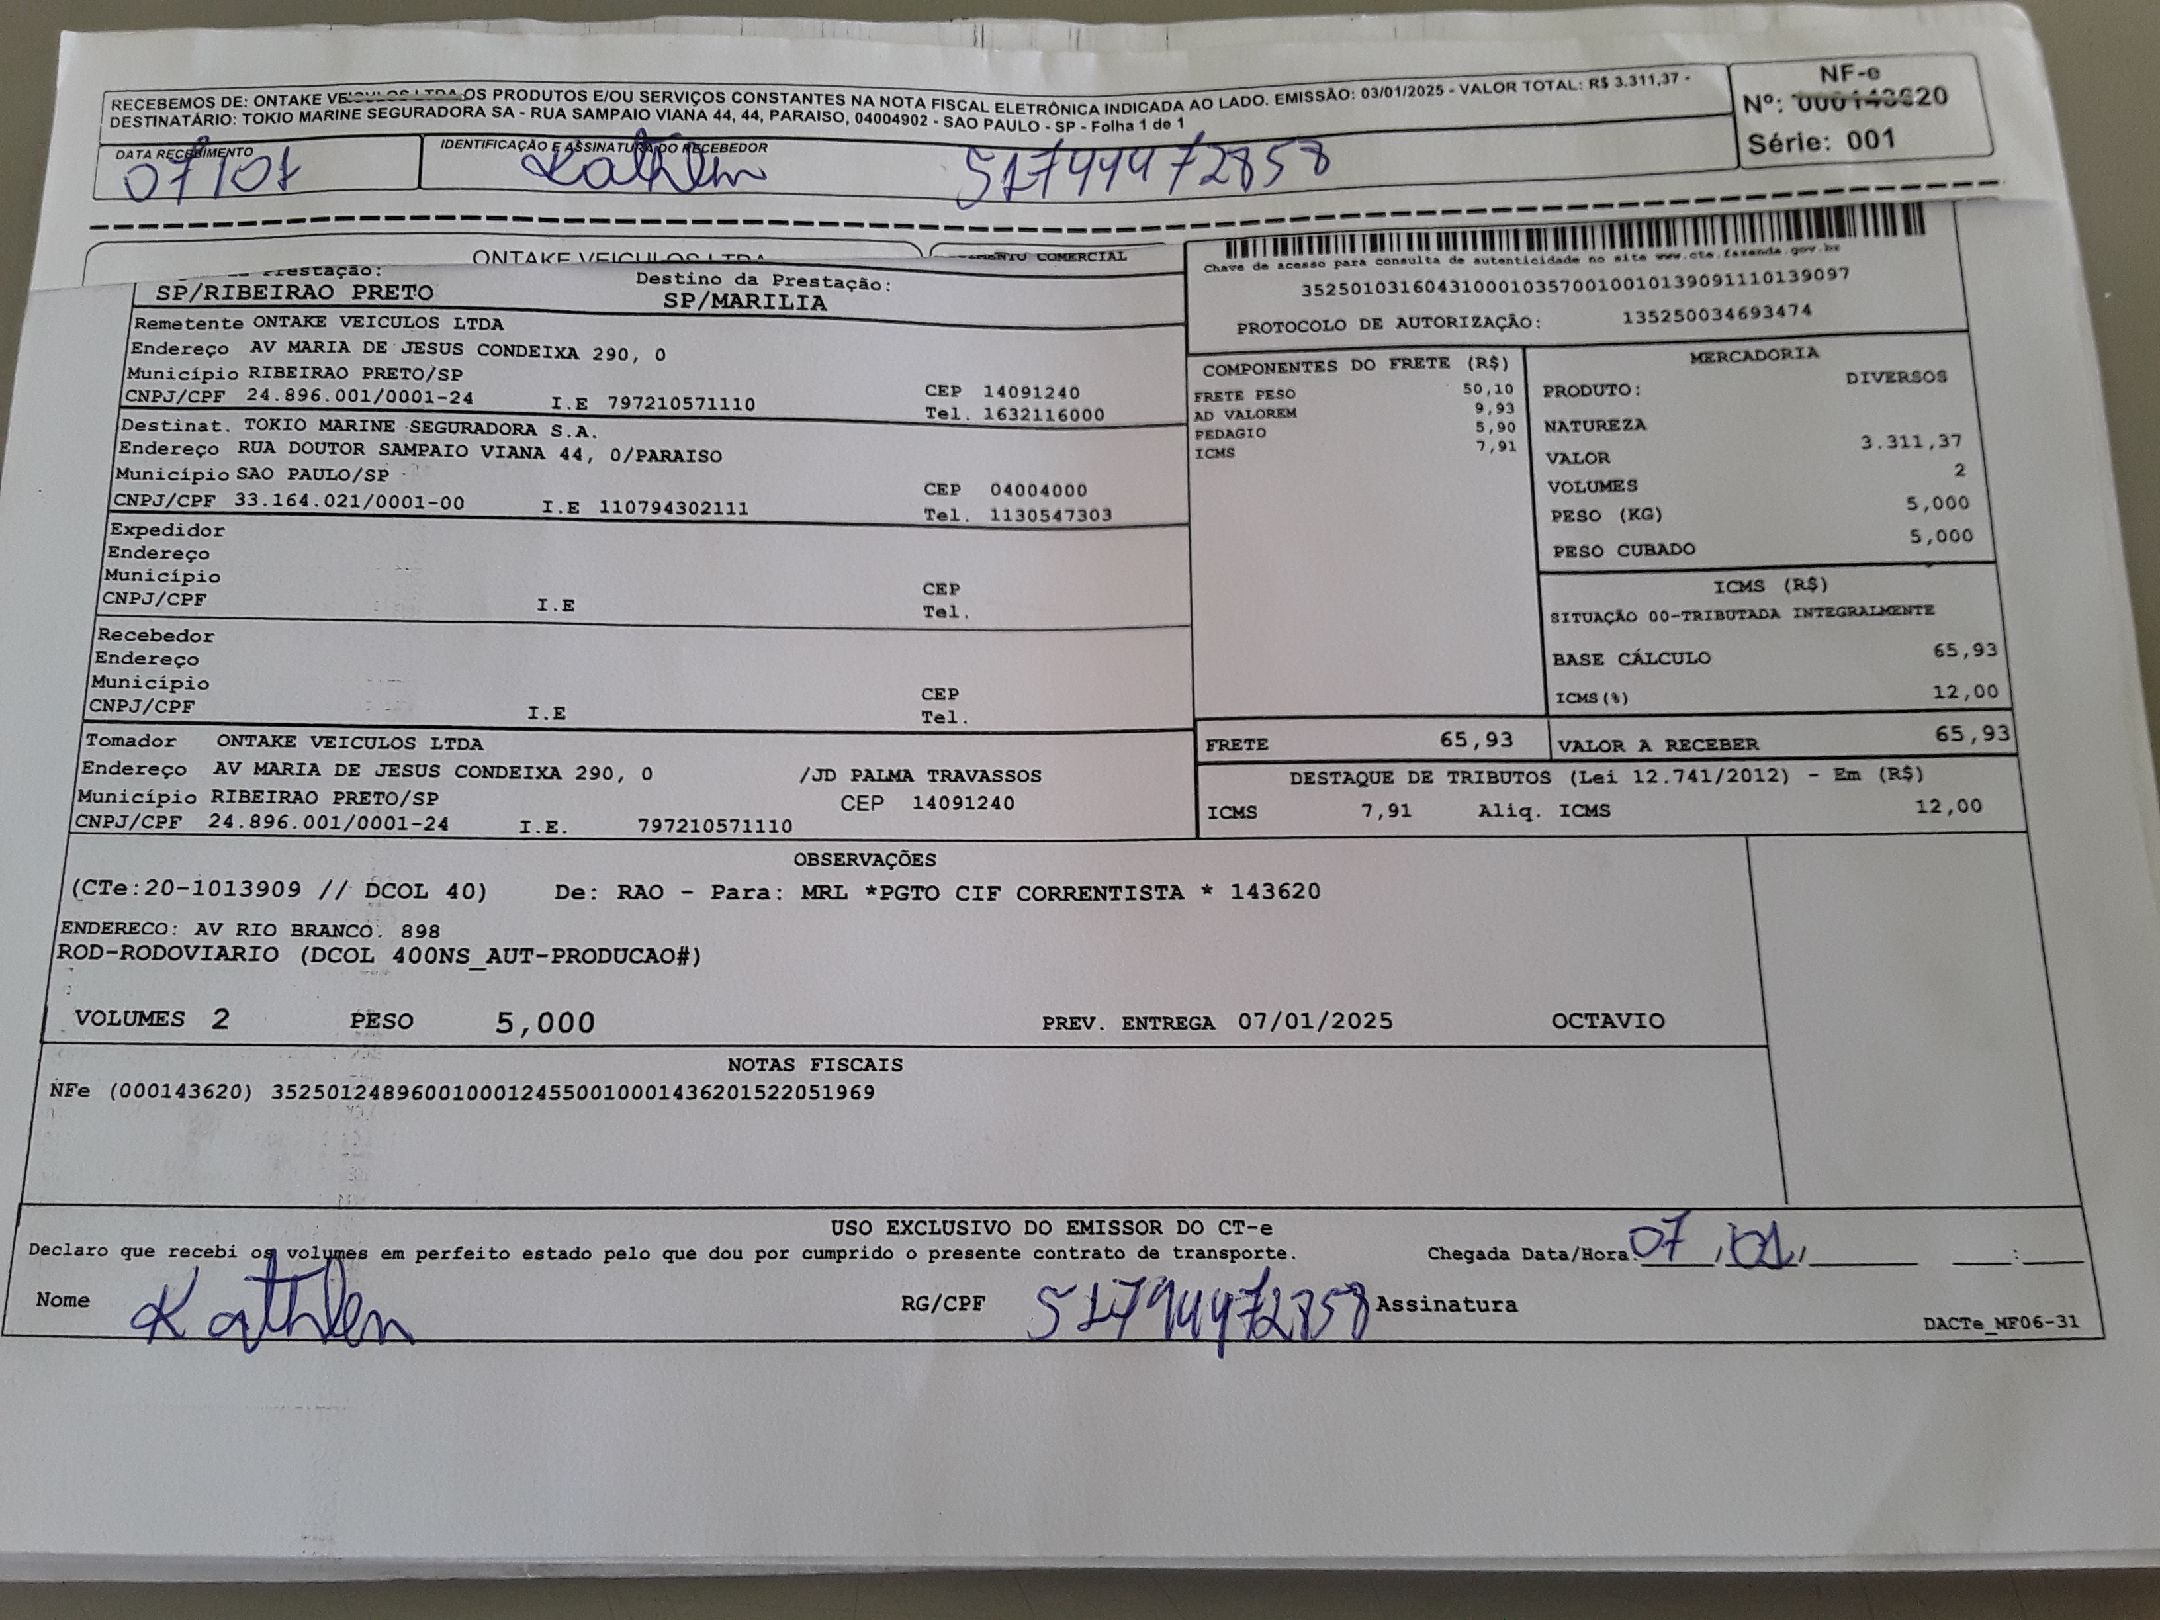 RECEBEMOS DE: ONTAKE VEICULOS LTDA OS PRODUTOS E/OU SERVIÇOS CONSTANTES NA NOTA FISCAL ELETRÔNICA INDICADA AO LADO. EMISSÃO: 03/01/2025 - VALOR TOTAL: R$ 3.311,37 -
DESTINATÁRIO: TOKIO MARINE SEGURADORA SA - RUA SAMPAIO VIANA 44, 44, PARAISO, 04004902 - SAO PAULO - SP - Folha 1 de 1
NF-e
Nº: 000143620
Série: 001
DATA RECEBIMENTO
07/01
IDENTIFICAÇÃO E ASSINATURA DO RECEBEDOR
Kathlen
ONTAKE VEICULOS LTDA
COMERCIAL
Chave de acesso para consulta de autenticidade no site www.cte.fazenda.gov.br
35250103160431000103570010010139091110139097
PROTOCOLO DE AUTORIZAÇÃO: 135250034693474
Prestação: Destino da Prestação:
SP/RIBEIRAO PRETO SP/MARILIA
Remetente ONTAKE VEICULOS LTDA
Endereço AV MARIA DE JESUS CONDEIXA 290, 0
Município RIBEIRAO PRETO/SP CEP 14091240
CNPJ/CPF 24.896.001/0001-24 I.E 797210571110 Tel. 1632116000
Destinat. TOKIO MARINE SEGURADORA S.A.
Endereço RUA DOUTOR SAMPAIO VIANA 44, 0/PARAISO
Município SAO PAULO/SP CEP 04004000
CNPJ/CPF 33.164.021/0001-00 I.E 110794302111 Tel. 1130547303
Expedidor
Endereço
Município CEP
CNPJ/CPF I.E Tel.
Recebedor
Endereço
Município CEP
CNPJ/CPF I.E Tel.
Tomador ONTAKE VEICULOS LTDA
Endereço AV MARIA DE JESUS CONDEIXA 290, 0 /JD PALMA TRAVASSOS
Município RIBEIRAO PRETO/SP CEP 14091240
CNPJ/CPF 24.896.001/0001-24 I.E. 797210571110
COMPONENTES DO FRETE (R$)
FRETE PESO 50,10
AD VALOREM 9,93
PEDAGIO 5,90
ICMS 7,91
MERCADORIA
PRODUTO: DIVERSOS
NATUREZA
VALOR 3.311,37
VOLUMES 2
PESO (KG) 5,000
PESO CUBADO 5,000
ICMS (R$)
SITUAÇÃO 00-TRIBUTADA INTEGRALMENTE
BASE CÁLCULO 65,93
ICMS(%) 12,00
FRETE 65,93 VALOR A RECEBER 65,93
DESTAQUE DE TRIBUTOS (Lei 12.741/2012) - Em (R$)
ICMS 7,91 Aliq. ICMS 12,00
OBSERVAÇÕES
(CTe:20-1013909 // DCOL 40) De: RAO - Para: MRL *PGTO CIF CORRENTISTA * 143620
ENDERECO: AV RIO BRANCO. 898
ROD-RODOVIARIO (DCOL 400NS_AUT-PRODUCAO#)
VOLUMES 2 PESO 5,000 PREV. ENTREGA 07/01/2025 OCTAVIO
NOTAS FISCAIS
NFe (000143620) 35250124896001000124550010001436201522051969
USO EXCLUSIVO DO EMISSOR DO CT-e
Declaro que recebi os volumes em perfeito estado pelo que dou por cumprido o presente contrato de transporte. Chegada Data/Hora: 07/01/ :
Nome Kathlen RG/CPF Assinatura
DACTe_MF06-31